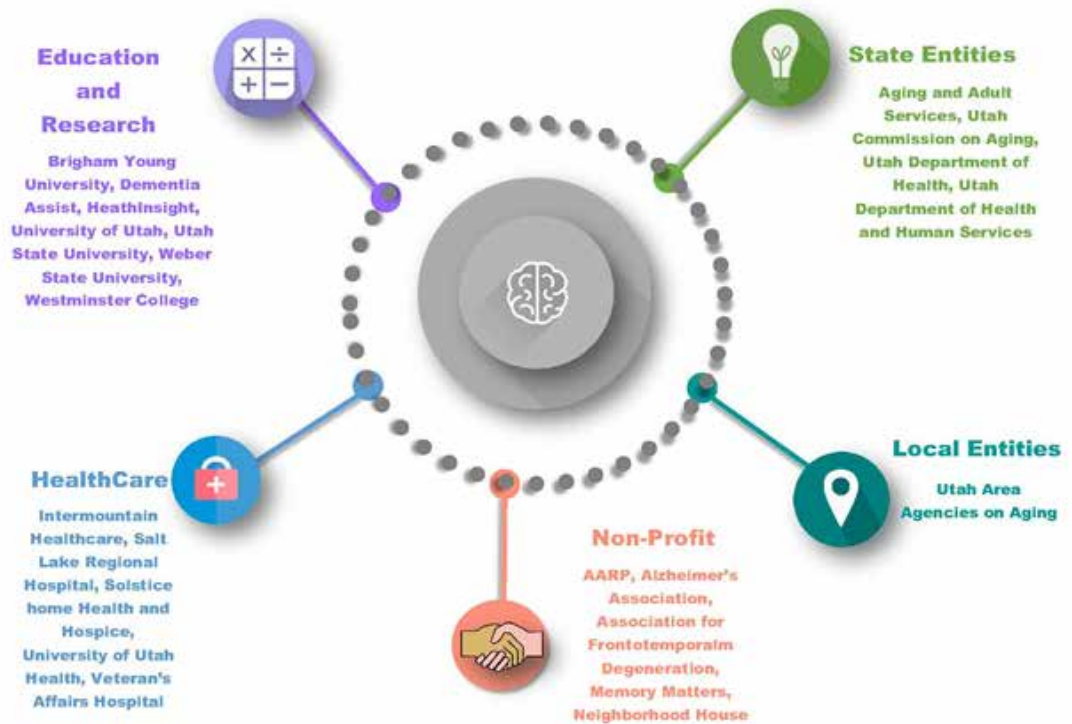 Education
and
Research
Brigham Young
University, Dementia
Assist, HeathInsight,
University of Utah, Utah
State University, Weber
State University,
Westminster College
State Entities
Aging and Adult
Services, Utah
Commission on Aging,
Utah Department of
Health, Utah
Department of Health
and Human Services
HealthCare
Intermountain
Healthcare, Salt
Lake Regional
Hospital, Solstice
home Health and
Hospice,
University of Utah
Health, Veteran's
Affairs Hospital
Non-Profit
AARP, Alzheimer's
Association,
Association for
Frontotemporalm
Degeneration,
Memory Matters,
Neighborhood House
Local Entities
Utah Area
Agencies on Aging